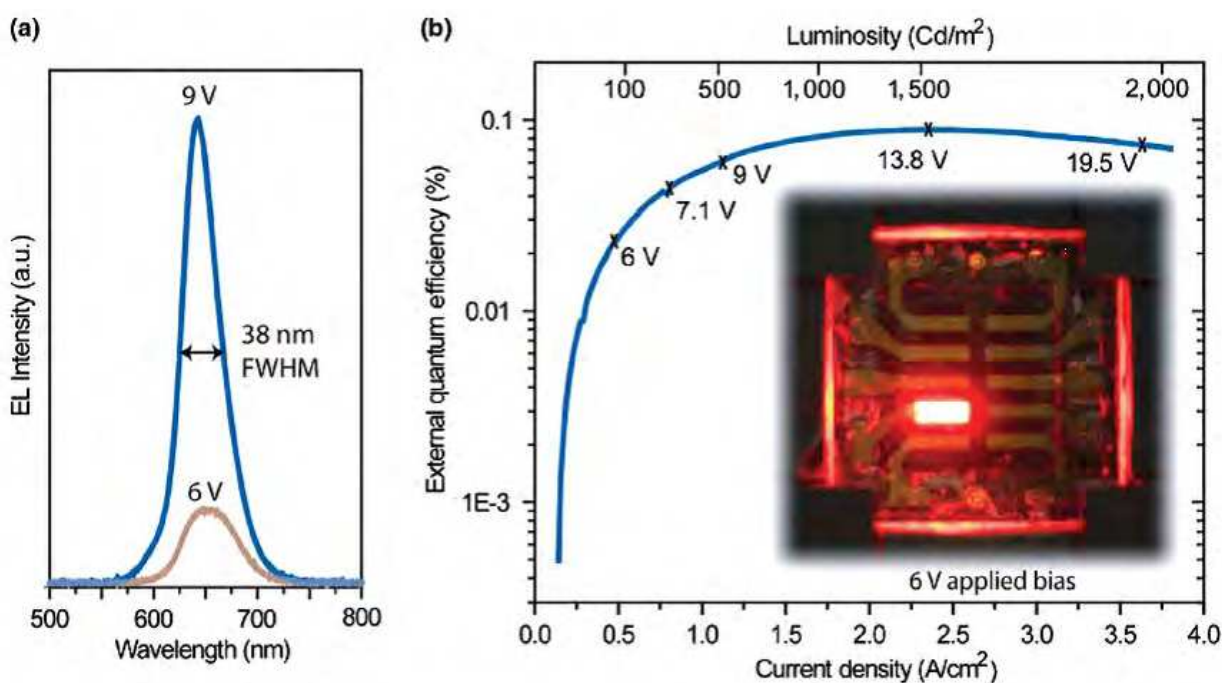 (a)
9 V
38 nm
FWHM
6 V
EL Intensity (a.u.)
500 600 700 800
Wavelength (nm)
(b)
Luminosity (Cd/m²)
100 500 1,000 1,500 2,000
0.1
0.01
1E-3
External quantum efficiency (%)
6 V
7.1 V
9 V
13.8 V
19.5 V
6 V applied bias
0.0 0.5 1.0 1.5 2.0 2.5 3.0 3.5 4.0
Current density (A/cm²)